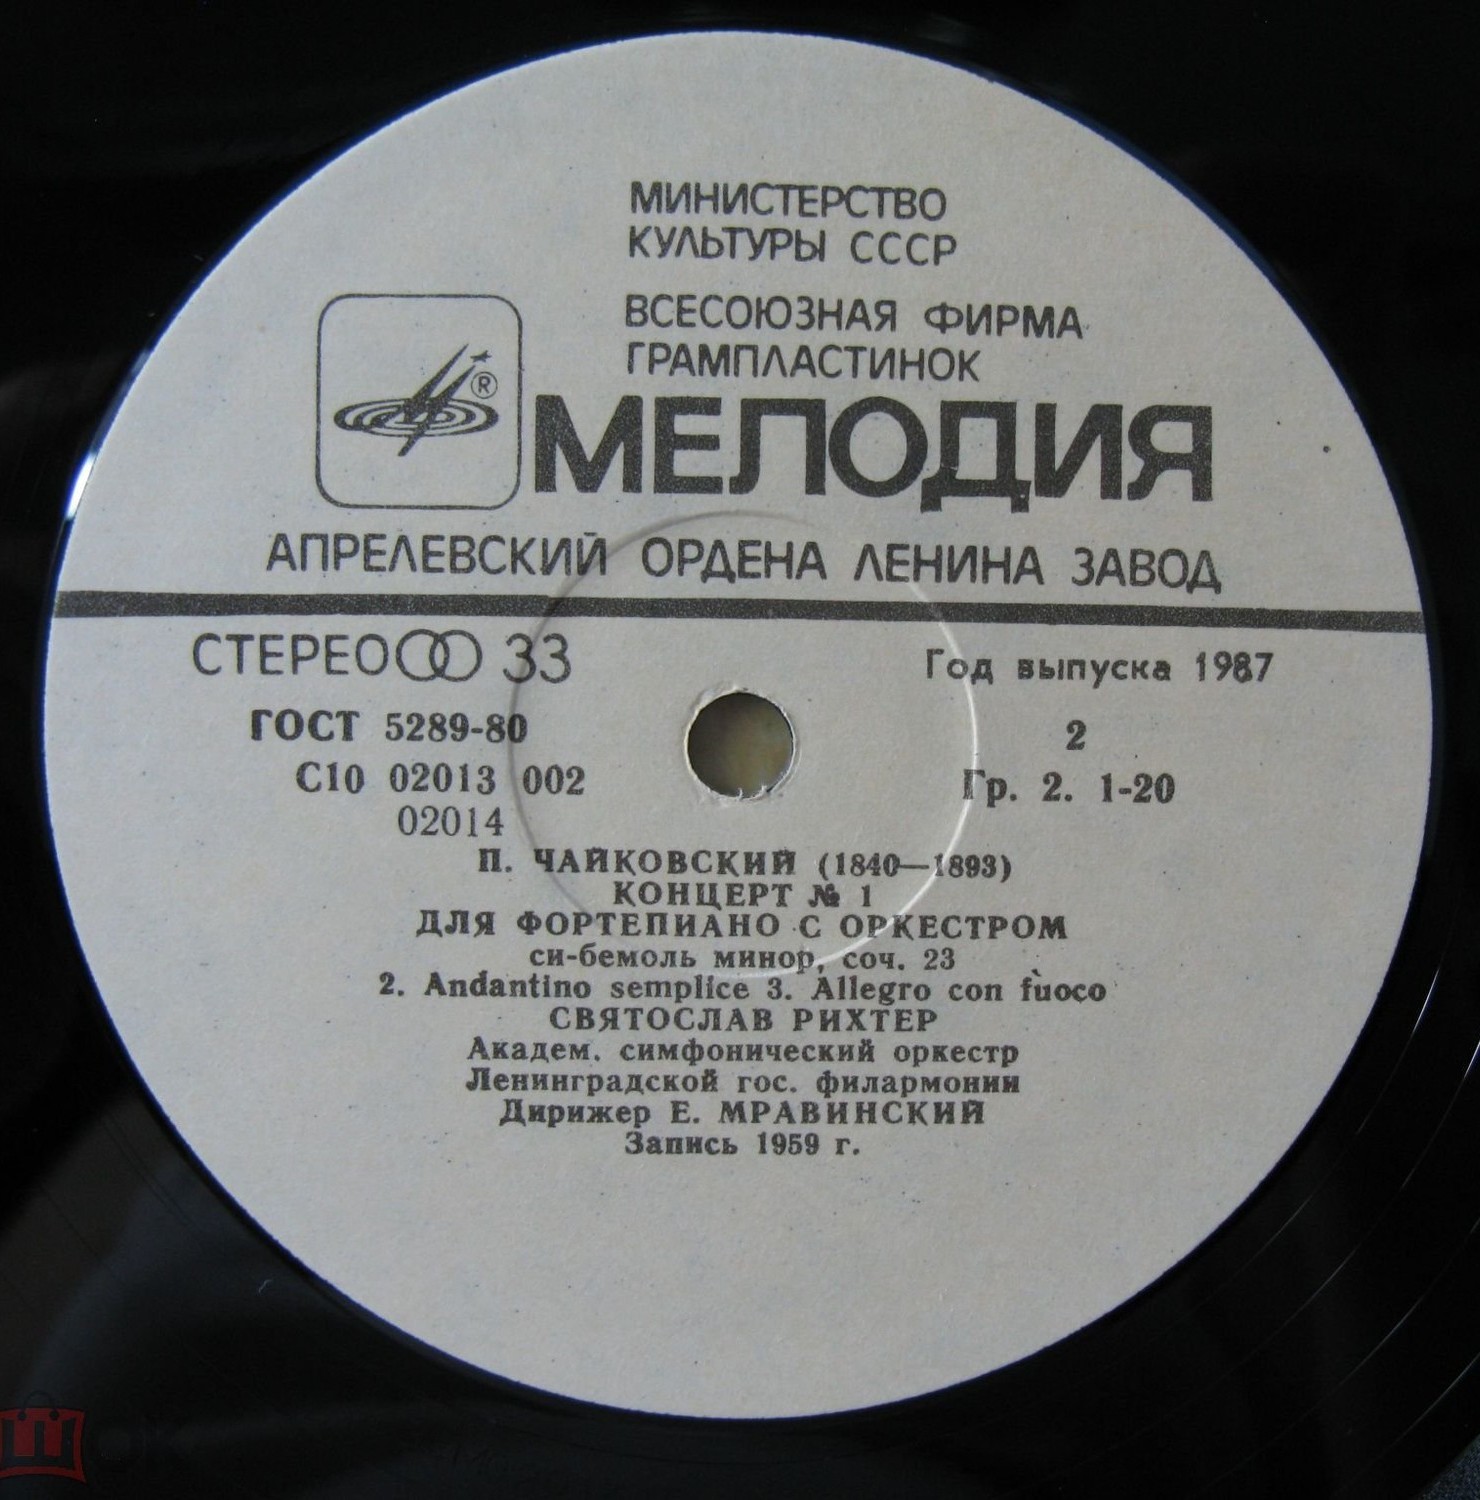 МИНИСТЕРСТВО
КУЛЬТУРЫ СССР
ВСЕСОЮЗНАЯ ФИРМА
ГРАМПЛАСТИНОК
®
МЕЛОДИЯ
АПРЕЛЕВСКИЙ ОРДЕНА ЛЕНИНА ЗАВОД
СТЕРЕО 33
Год выпуска 1987
ГОСТ 5289-80
2
С10 02013 002
Гр. 2. 1-20
02014
П. ЧАЙКОВСКИЙ (1840—1893)
КОНЦЕРТ № 1
ДЛЯ ФОРТЕПИАНО С ОРКЕСТРОМ
си-бемоль минор, соч. 23
2. Andantino semplice 3. Allegro con fuoco
СВЯТОСЛАВ РИХТЕР
Академ. симфонический оркестр
Ленинградской гос. филармонии
Дирижер Е. МРАВИНСКИЙ
Запись 1959 г.